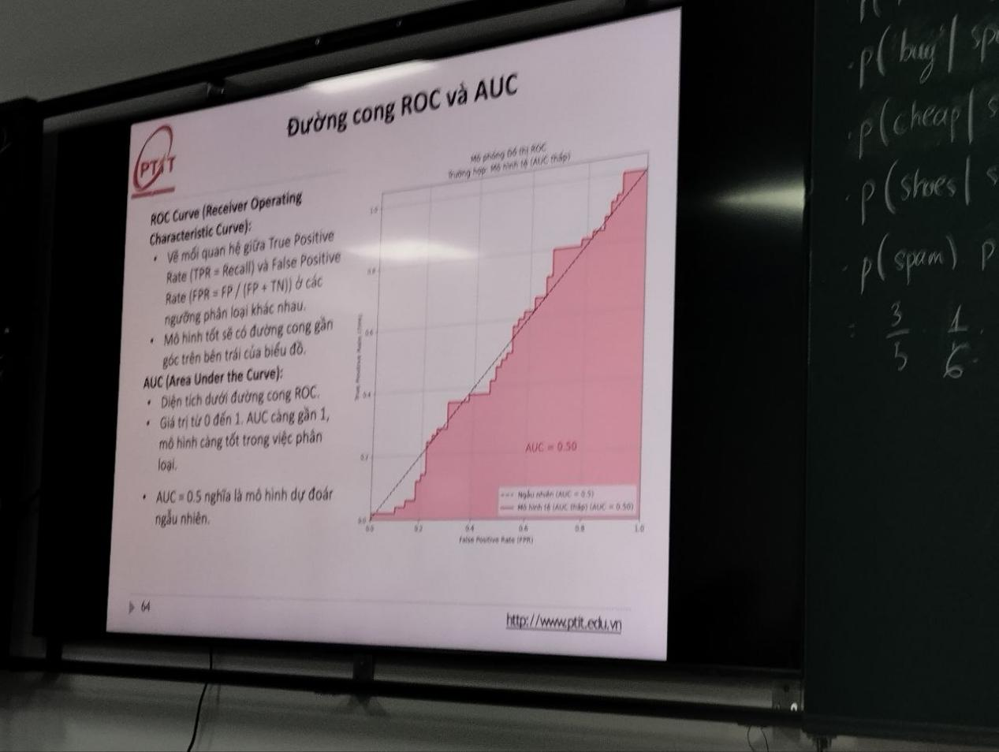 Đường cong ROC và AUC
PTIT
ROC Curve (Receiver Operating
Characteristic Curve):
• Vẽ mối quan hệ giữa True Positive
Rate (TPR = Recall) và False Positive
Rate (FPR = FP / (FP + TN)) ở các
ngưỡng phân loại khác nhau.
• Mô hình tốt sẽ có đường cong gần
góc trên bên trái của biểu đồ.
AUC (Area Under the Curve):
• Diện tích dưới đường cong ROC.
• Giá trị từ 0 đến 1. AUC càng gần 1,
mô hình càng tốt trong việc phân
loại.
• AUC = 0.5 nghĩa là mô hình dự đoán
ngẫu nhiên.
Mô phỏng Đồ thị ROC
Trường hợp: Mô hình tệ (AUC thấp)
1.0
0.8
0.6
0.4
0.2
0.0
True Positive Rate
AUC = 0.50
Ngẫu nhiên (AUC = 0.5)
Mô hình tệ (AUC thấp) (AUC = 0.50)
0.0 0.2 0.4 0.6 0.8 1.0
False Positive Rate (FPR)
64
http://www.ptit.edu.vn
p(buy|
p(cheap|
p(shoes|
p(spam) p
3/5 1/6